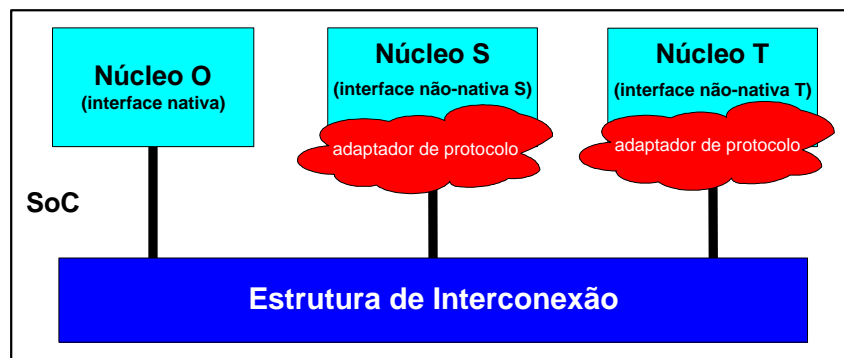 Núcleo O
(interface nativa)
Núcleo S
(interface não-nativa S)
adaptador de protocolo
Núcleo T
(interface não-nativa T)
adaptador de protocolo
SoC
Estrutura de Interconexão